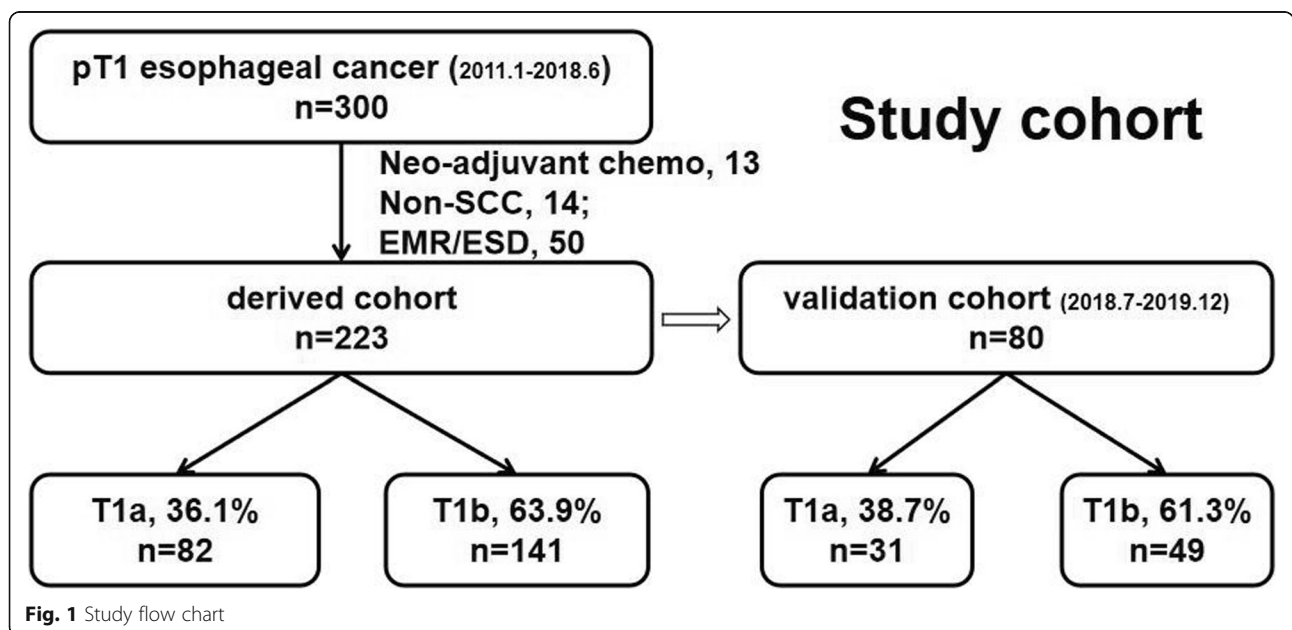 pT1 esophageal cancer (2011.1-2018.6)
n=300
Study cohort
Neo-adjuvant chemo, 13
Non-SCC, 14;
EMR/ESD, 50
derived cohort
n=223
validation cohort (2018.7-2019.12)
n=80
T1a, 36.1%
n=82
T1b, 63.9%
n=141
T1a, 38.7%
n=31
T1b, 61.3%
n=49
Fig. 1 Study flow chart